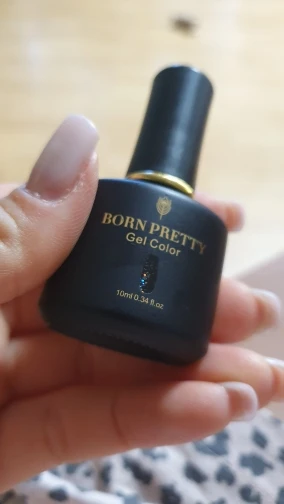 BORN PRETTY
Gel Color
10ml 0.34 fl.oz